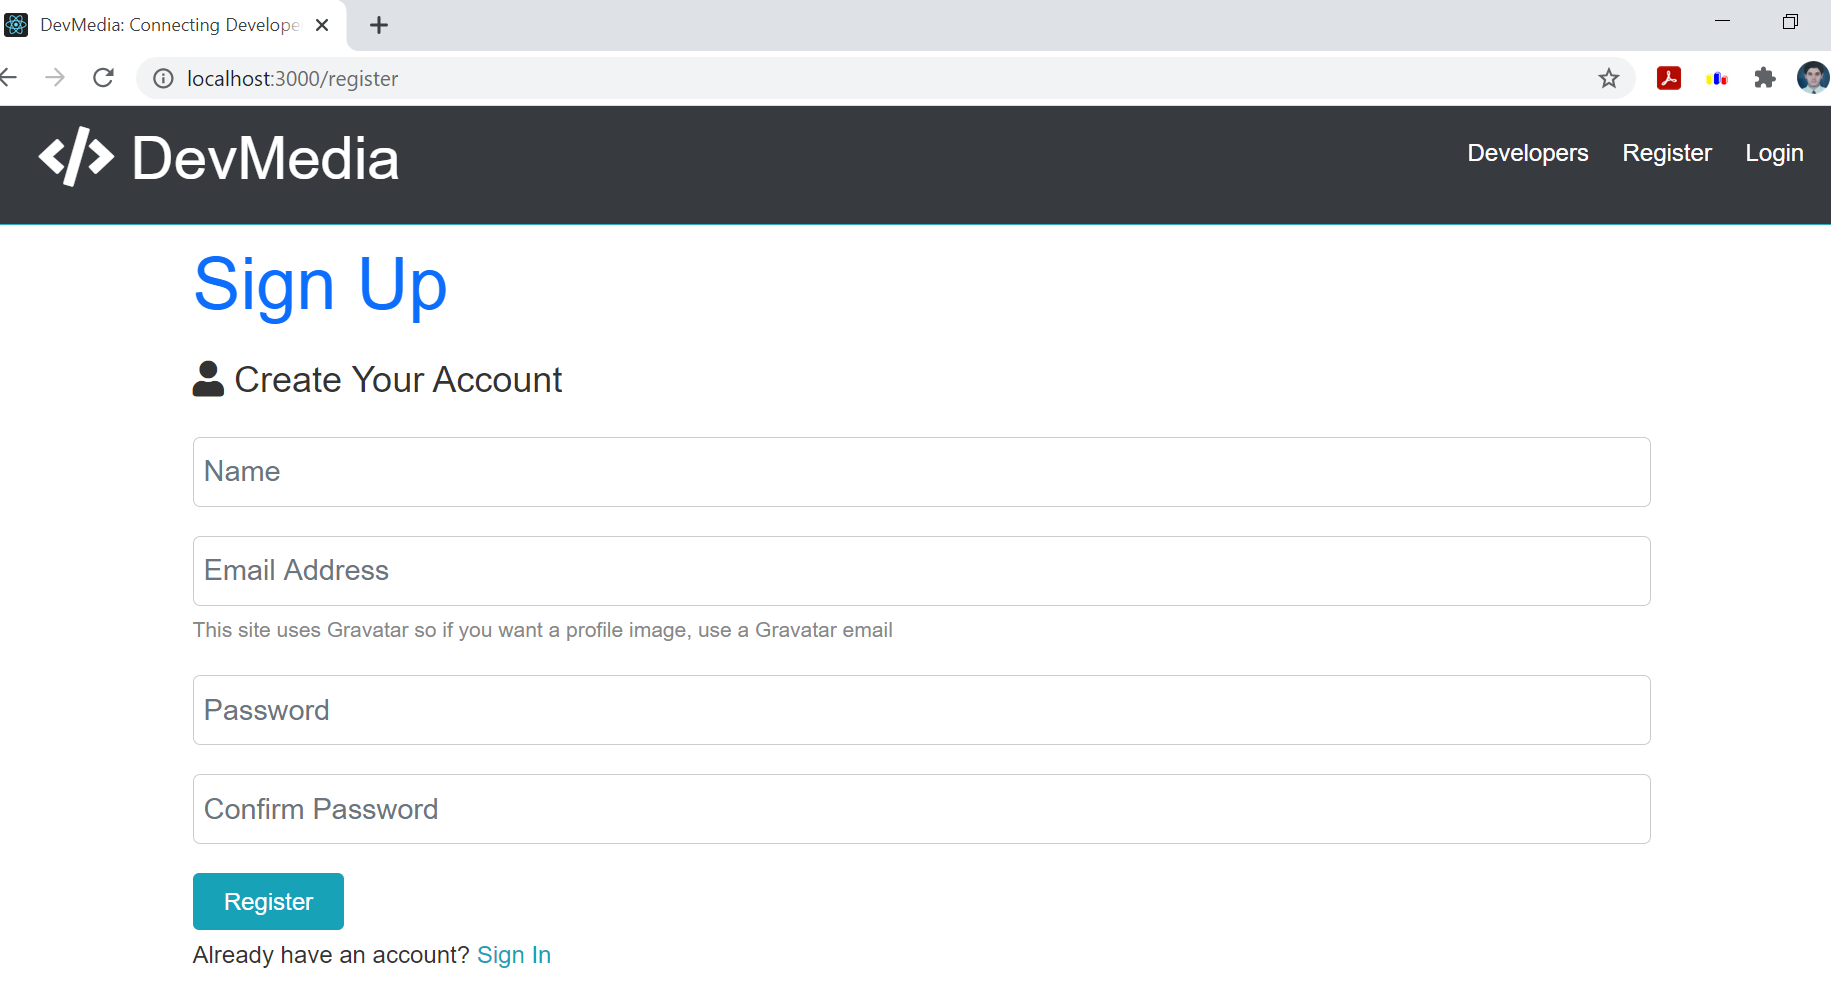 DevMedia: Connecting Develope
localhost:3000/register
</> DevMedia
Developers Register Login
Sign Up
Create Your Account
Name
Email Address
This site uses Gravatar so if you want a profile image, use a Gravatar email
Password
Confirm Password
Register
Already have an account? Sign In